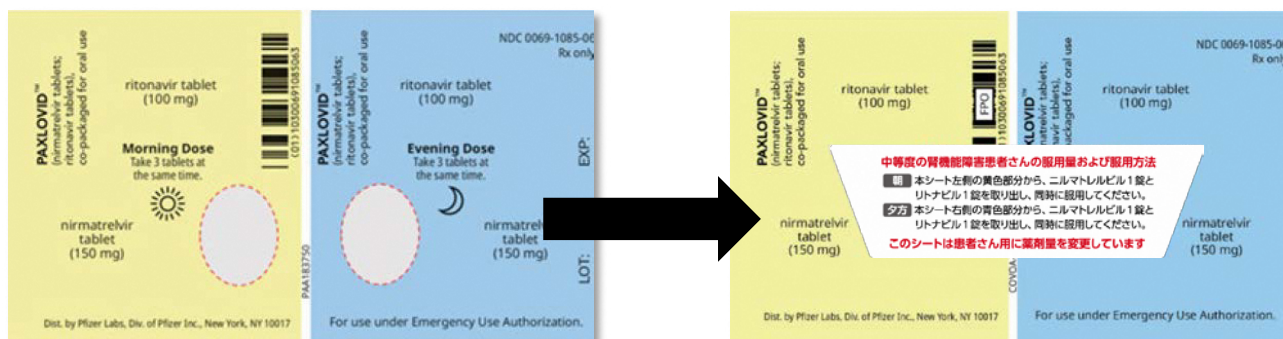 PAXLOVID™
(nirmatrelvir tablets;
ritonavir tablets),
co-packaged for oral use
ritonavir tablet
(100 mg)
(01)10300691085063
Morning Dose
Take 3 tablets at
the same time.
nirmatrelvir
tablet
(150 mg)
Dist. by Pfizer Labs, Div. of Pfizer Inc., New York, NY 10017
PAA183750
PAXLOVID™
(nirmatrelvir tablets;
ritonavir tablets),
co-packaged for oral use
NDC 0069-1085-06
Rx only
ritonavir tablet
(100 mg)
Evening Dose
Take 3 tablets at
the same time.
nirmatrelvir
tablet
(150 mg)
LOT:
EXP:
For use under Emergency Use Authorization.
PAXLOVID™
(nirmatrelvir tablets;
ritonavir tablets),
co-packaged for oral use
ritonavir tablet
(100 mg)
FPO
(01)10300691085063
nirmatrelvir
tablet
(150 mg)
Dist. by Pfizer Labs, Div. of Pfizer Inc., New York, NY 10017
PAXLOVID™
(nirmatrelvir tablets;
ritonavir tablets),
packaged for oral use
NDC 0069-1085-0
Rx only
ritonavir tablet
(100 mg)
中等度の腎機能障害患者さんの服用量および服用方法
朝 本シート左側の黄色部分から、ニルマトレルビル1錠と
リトナビル1錠を取り出し、同時に服用してください。
夕方 本シート右側の青色部分から、ニルマトレルビル1錠と
リトナビル1錠を取り出し、同時に服用してください。
このシートは患者さん用に薬剤量を変更しています
nirmatrelvir
tablet
(150 mg)
COVOA-
For use under Emergency Use Authorization.